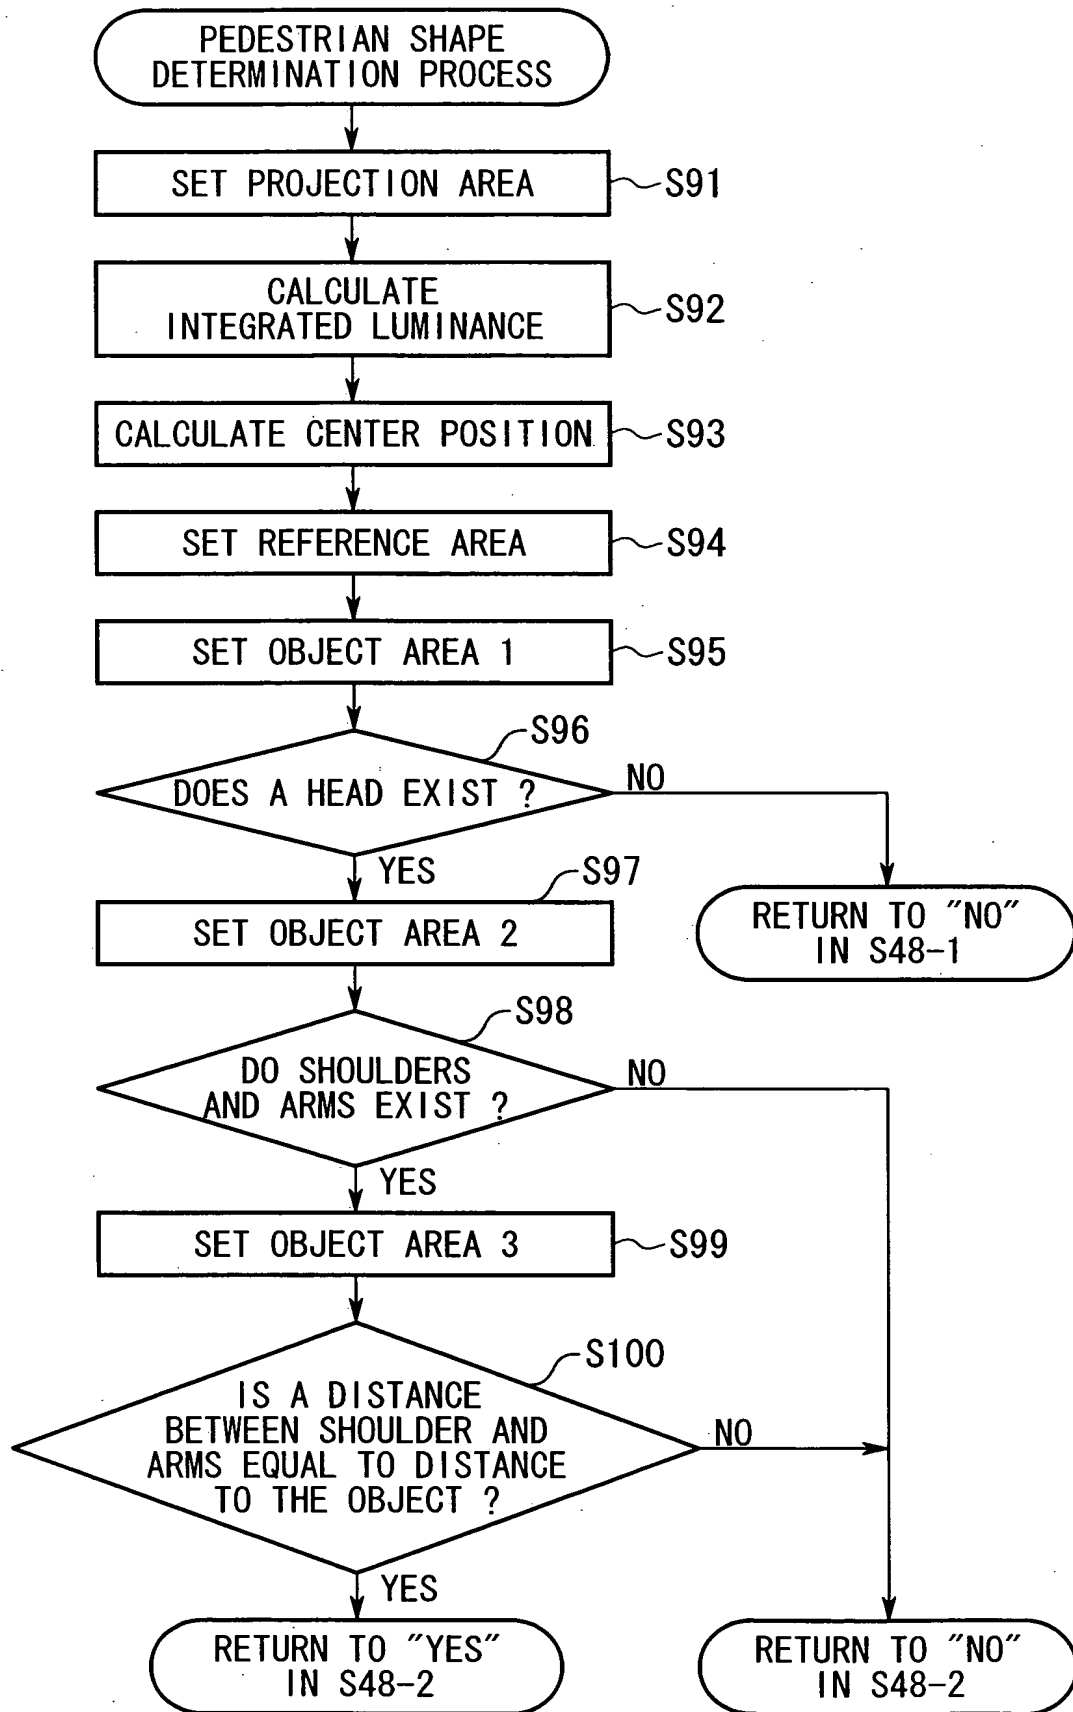 PEDESTRIAN SHAPE
DETERMINATION PROCESS
SET PROJECTION AREA
S91
CALCULATE
INTEGRATED LUMINANCE
S92
CALCULATE CENTER POSITION
S93
SET REFERENCE AREA
S94
SET OBJECT AREA 1
S95
S96
DOES A HEAD EXIST ?
NO
YES
S97
SET OBJECT AREA 2
RETURN TO "NO"
IN S48-1
S98
DO SHOULDERS
AND ARMS EXIST ?
NO
YES
SET OBJECT AREA 3
S99
S100
IS A DISTANCE
BETWEEN SHOULDER AND
ARMS EQUAL TO DISTANCE
TO THE OBJECT ?
NO
YES
RETURN TO "YES"
IN S48-2
RETURN TO "NO"
IN S48-2